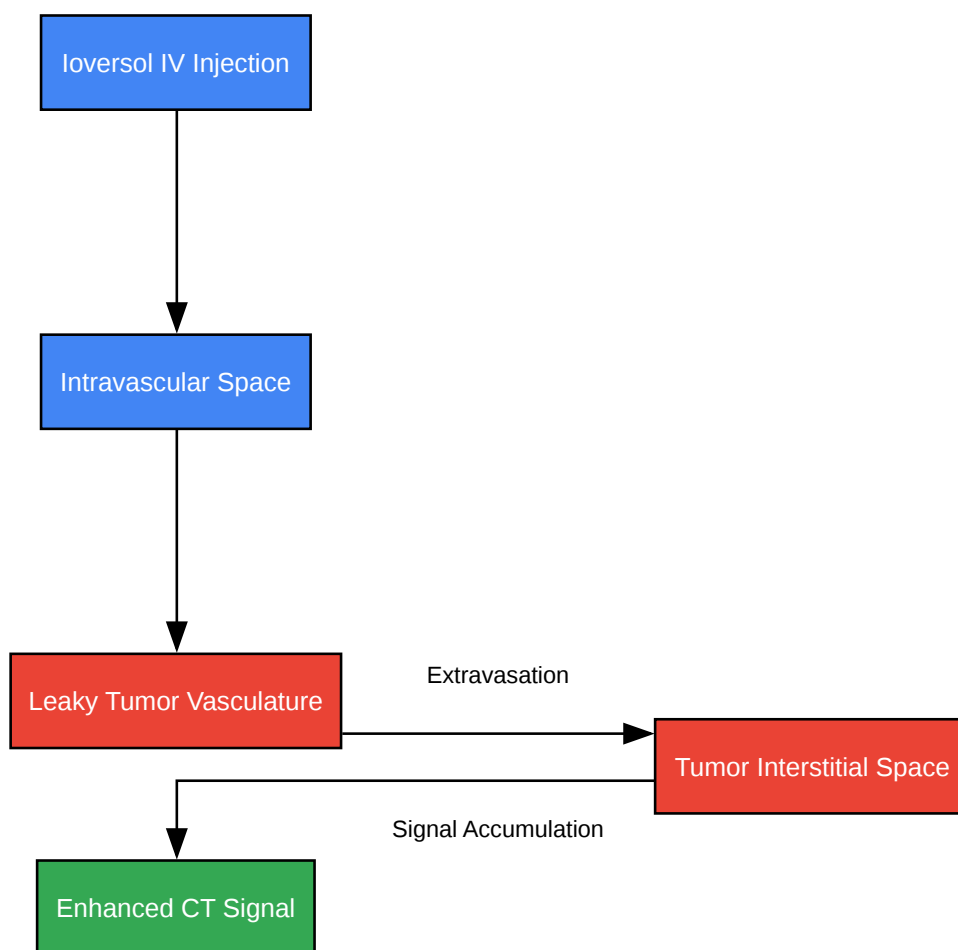 Ioversol IV Injection
Intravascular Space
Leaky Tumor Vasculature
Extravasation
Tumor Interstitial Space
Signal Accumulation
Enhanced CT Signal